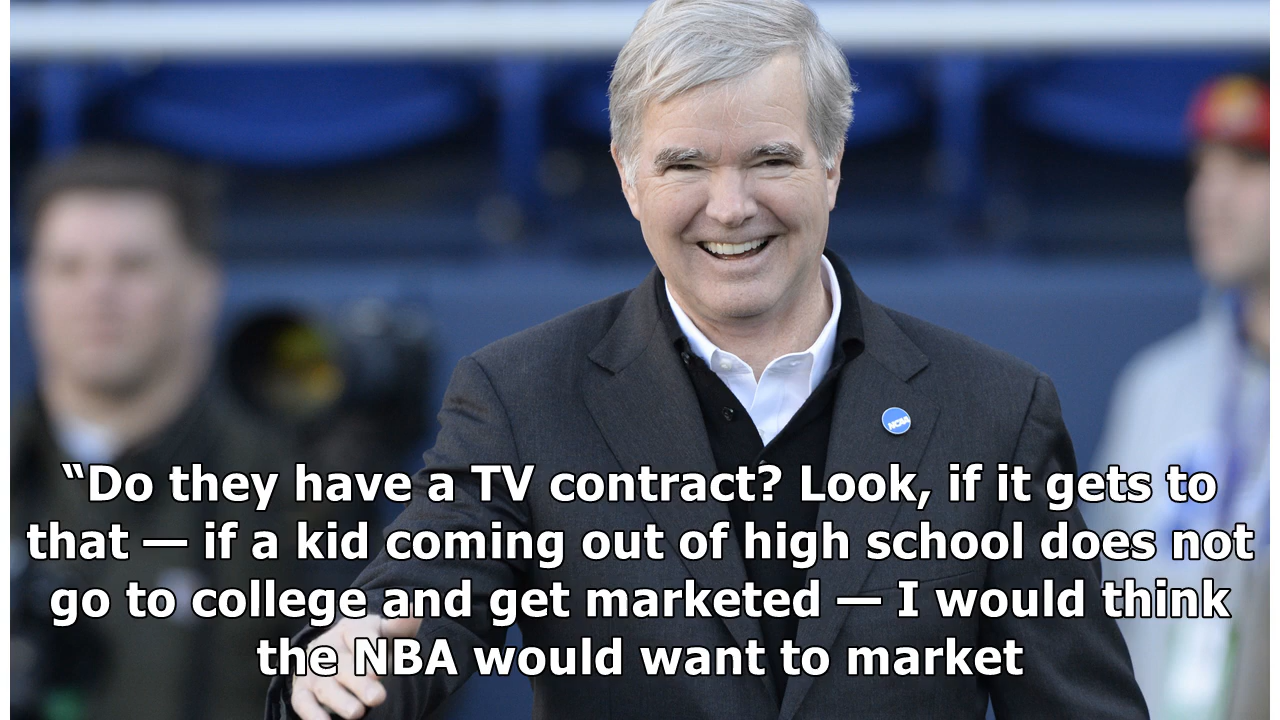 “Do they have a TV contract? Look, if it gets to
that — if a kid coming out of high school does not
go to college and get marketed — I would think
the NBA would want to market
NCAA